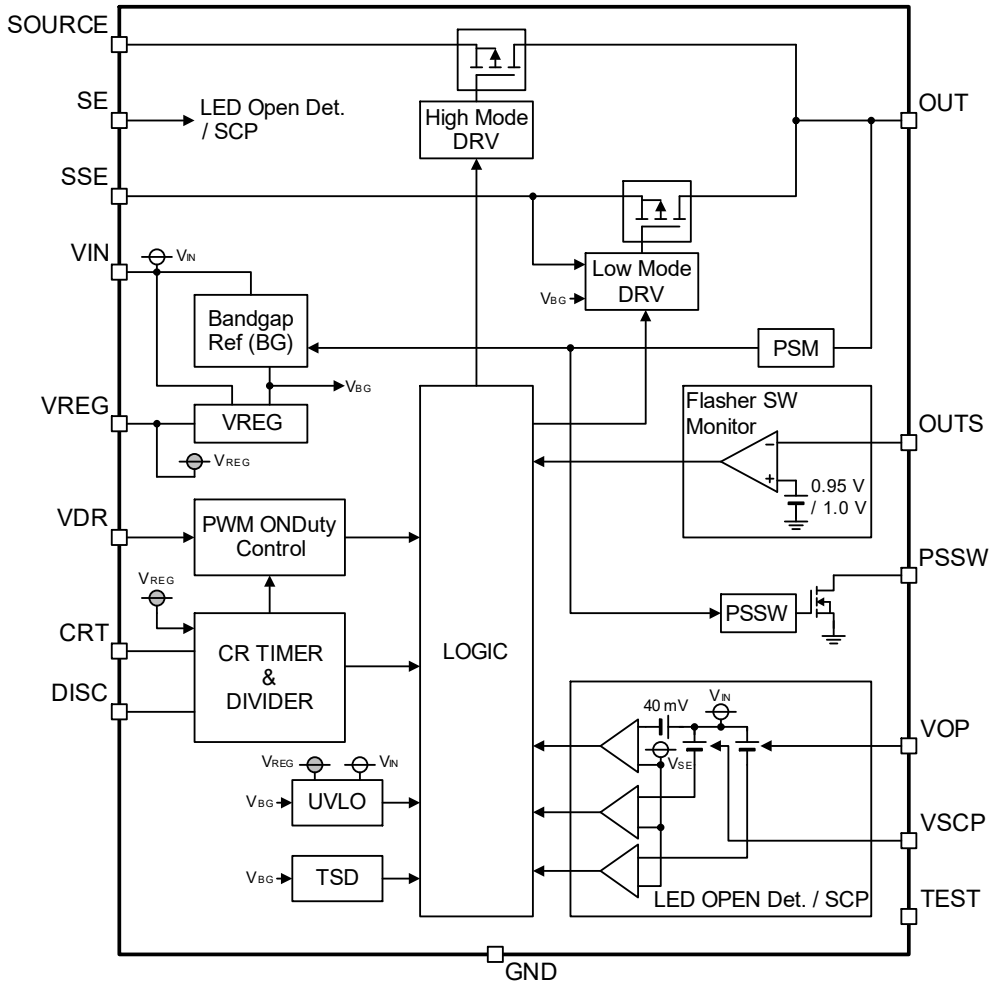 SOURCE
SE
LED Open Det.
/ SCP
High Mode
DRV
OUT
SSE
VIN
VIN
Low Mode
DRV
VBG
Bandgap
Ref (BG)
PSM
VBG
VREG
VREG
VREG
Flasher SW
Monitor
OUTS
−
+
0.95 V
/ 1.0 V
VDR
PWM ONDuty
Control
VREG
PSSW
PSSW
CRT
CR TIMER
&
DIVIDER
LOGIC
DISC
40 mV
VIN
VSE
VOP
VREG
VIN
VBG
UVLO
VSCP
VBG
TSD
LED OPEN Det. / SCP
TEST
GND